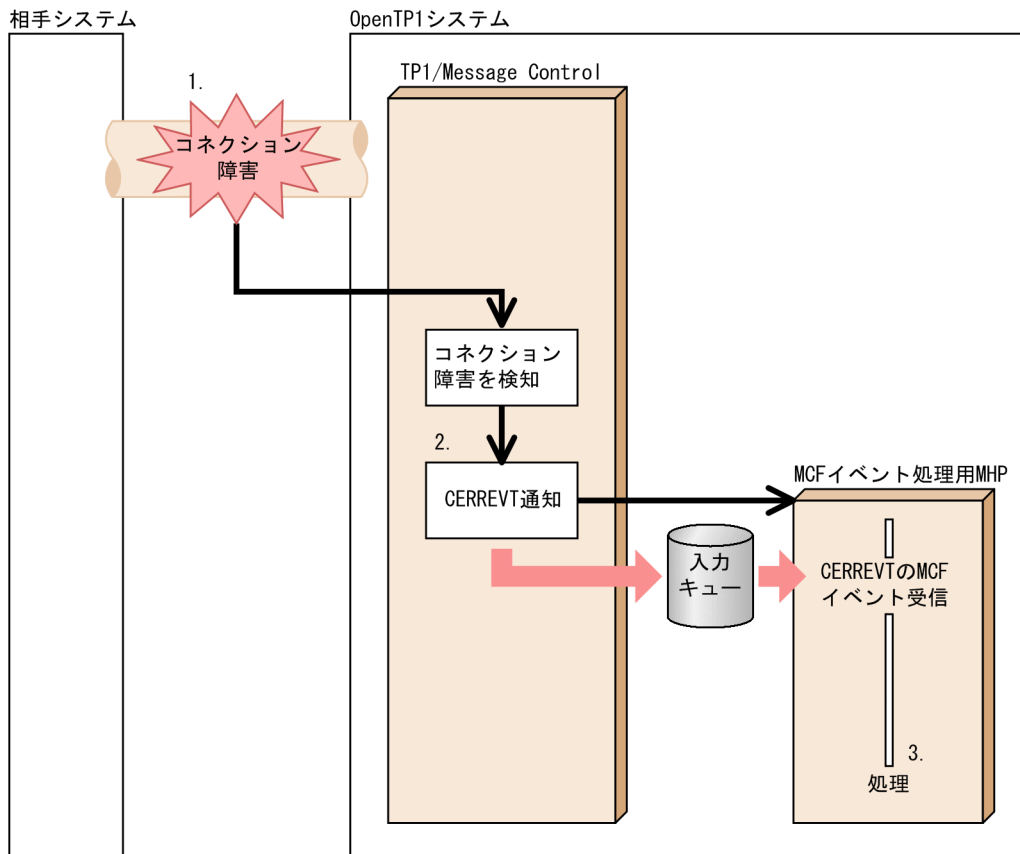 相手システム
OpenTP1システム
TP1/Message Control
1.
コネクション
障害
コネクション
障害を検知
2.
CERREVT通知
MCFイベント処理用MHP
入力
キュー
CERREVTのMCF
イベント受信
3.
処理